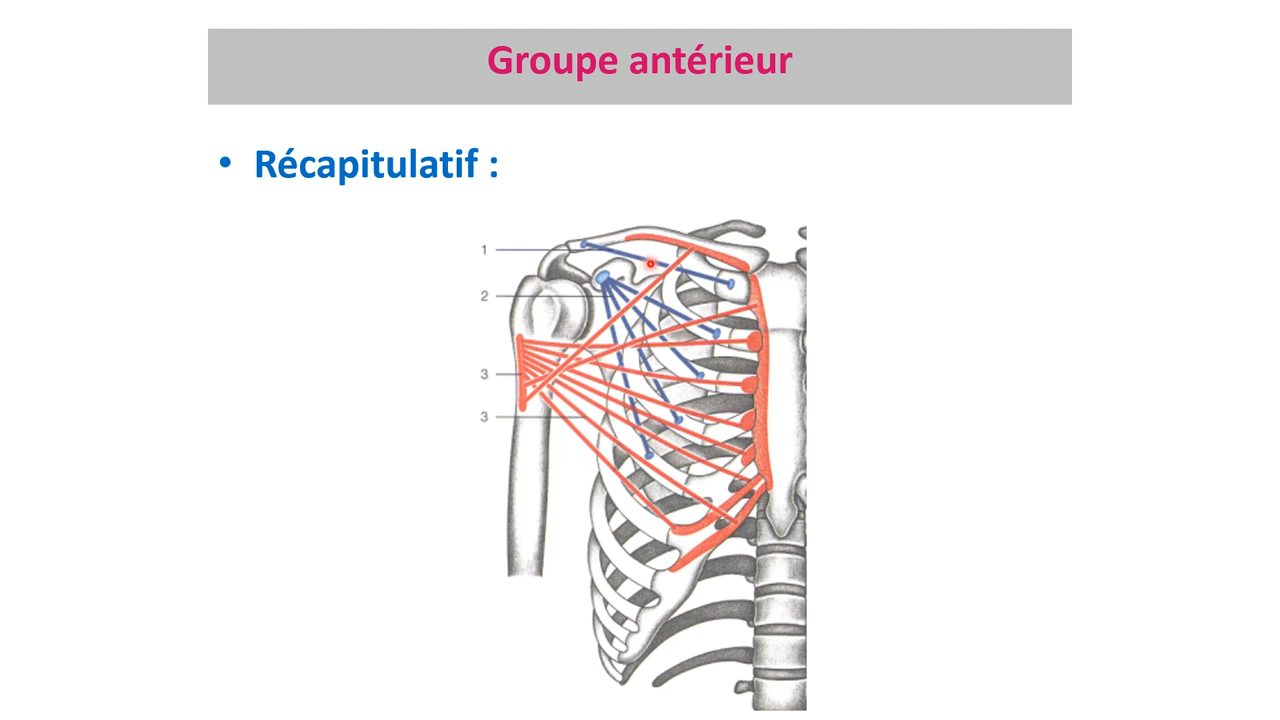 Groupe antérieur
• Récapitulatif :
1
2
3
3